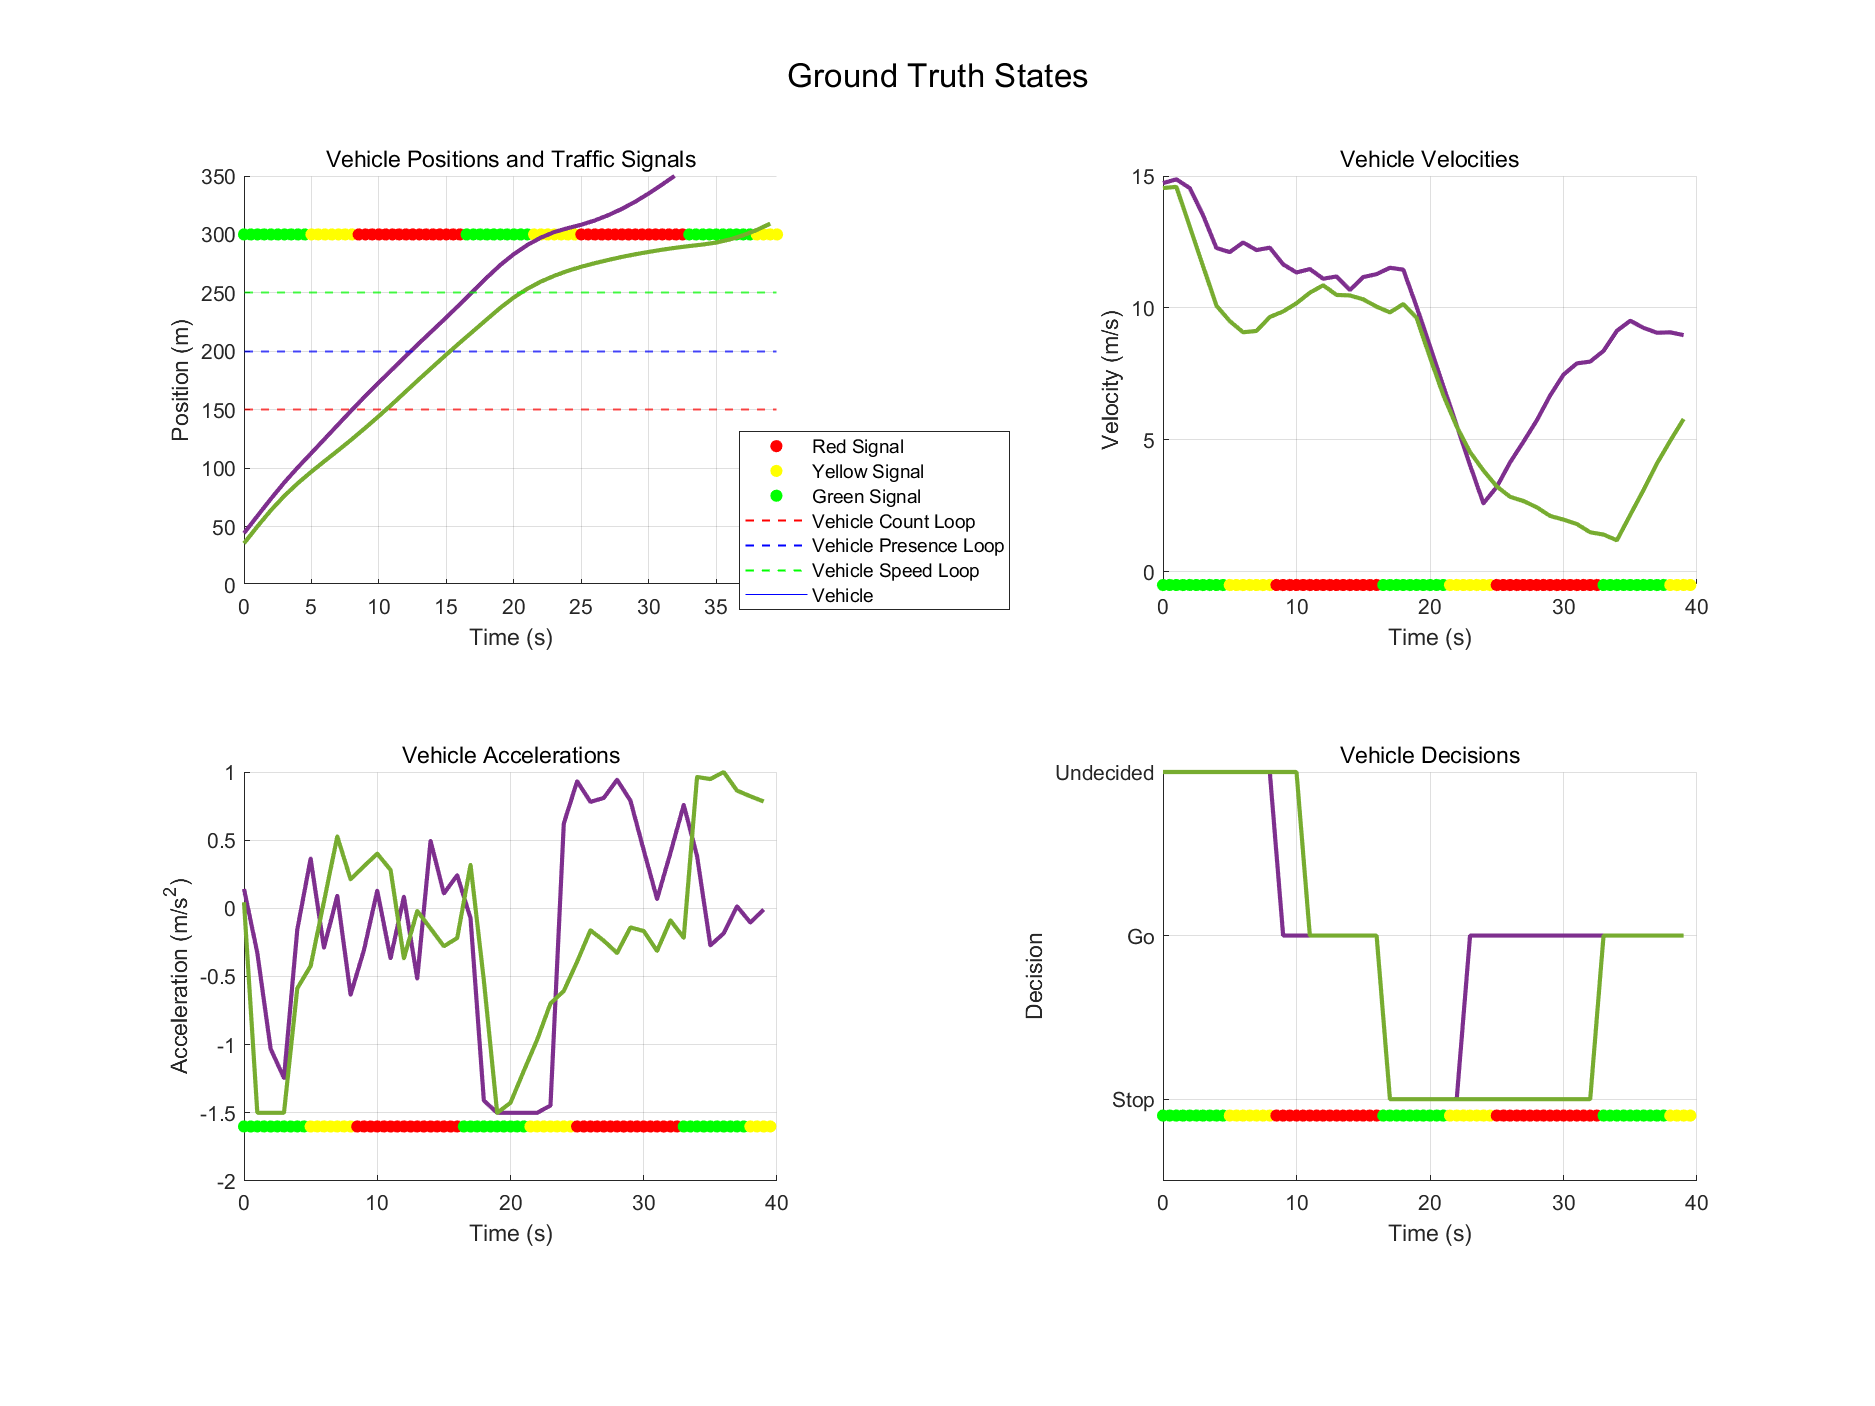 Ground Truth States
Vehicle Positions and Traffic Signals
350
300
250
200
150
100
50
0
Position (m)
0 5 10 15 20 25 30 35
Time (s)
Red Signal
Yellow Signal
Green Signal
Vehicle Count Loop
Vehicle Presence Loop
Vehicle Speed Loop
Vehicle
Vehicle Velocities
15
10
5
0
Velocity (m/s)
0 10 20 30 40
Time (s)
Vehicle Accelerations
1
0.5
0
-0.5
-1
-1.5
-2
Acceleration (m/s²)
0 10 20 30 40
Time (s)
Vehicle Decisions
Undecided
Go
Stop
Decision
0 10 20 30 40
Time (s)